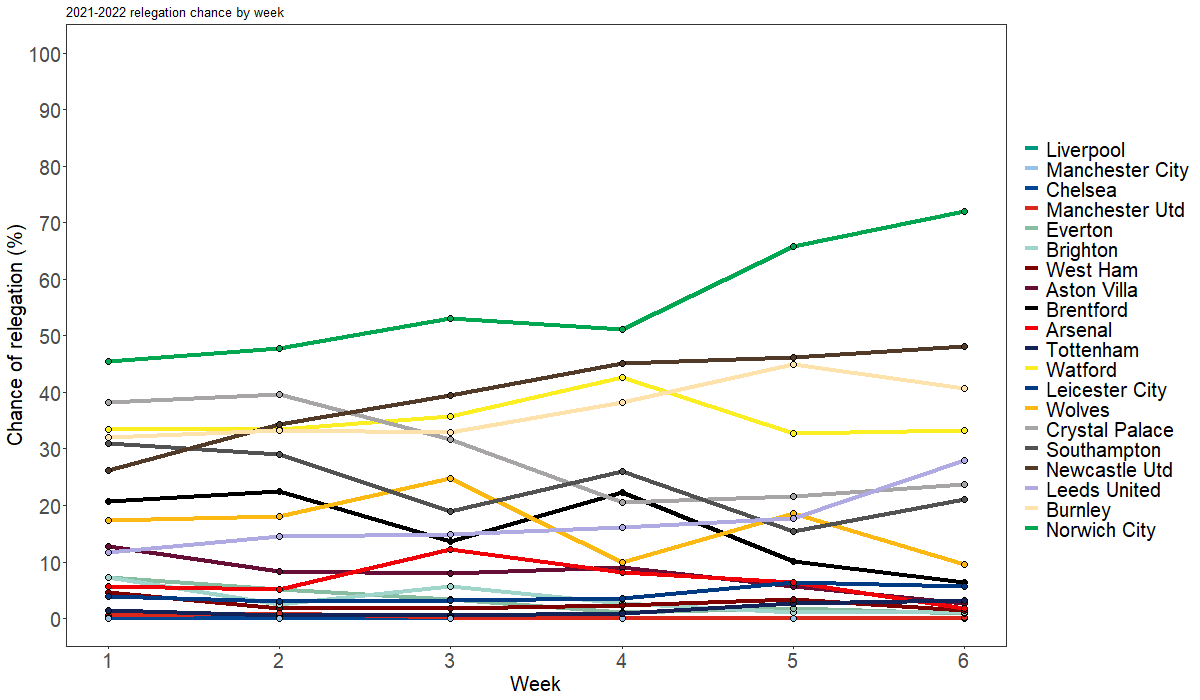 2021-2022 relegation chance by week
Chance of relegation (%)
100
90
80
70
60
50
40
30
20
10
0
1 2 3 4 5 6
Week
Liverpool
Manchester City
Chelsea
Manchester Utd
Everton
Brighton
West Ham
Aston Villa
Brentford
Arsenal
Tottenham
Watford
Leicester City
Wolves
Crystal Palace
Southampton
Newcastle Utd
Leeds United
Burnley
Norwich City